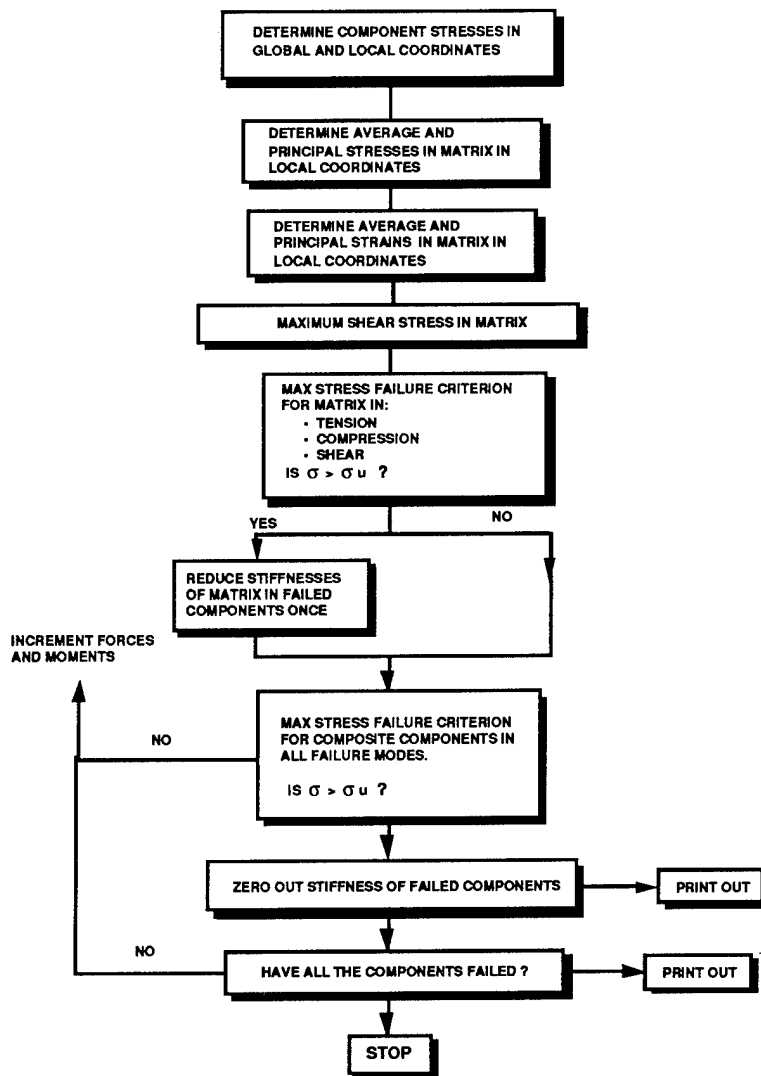 DETERMINE COMPONENT STRESSES IN
GLOBAL AND LOCAL COORDINATES
DETERMINE AVERAGE AND
PRINCIPAL STRESSES IN MATRIX IN
LOCAL COORDINATES
DETERMINE AVERAGE AND
PRINCIPAL STRAINS IN MATRIX IN
LOCAL COORDINATES
MAXIMUM SHEAR STRESS IN MATRIX
MAX STRESS FAILURE CRITERION
FOR MATRIX IN:
• TENSION
• COMPRESSION
• SHEAR
IS σ > σ u ?
YES
NO
REDUCE STIFFNESSES
OF MATRIX IN FAILED
COMPONENTS ONCE
INCREMENT FORCES
AND MOMENTS
NO
MAX STRESS FAILURE CRITERION
FOR COMPOSITE COMPONENTS IN
ALL FAILURE MODES.
IS σ > σ u ?
ZERO OUT STIFFNESS OF FAILED COMPONENTS
PRINT OUT
NO
HAVE ALL THE COMPONENTS FAILED ?
PRINT OUT
STOP